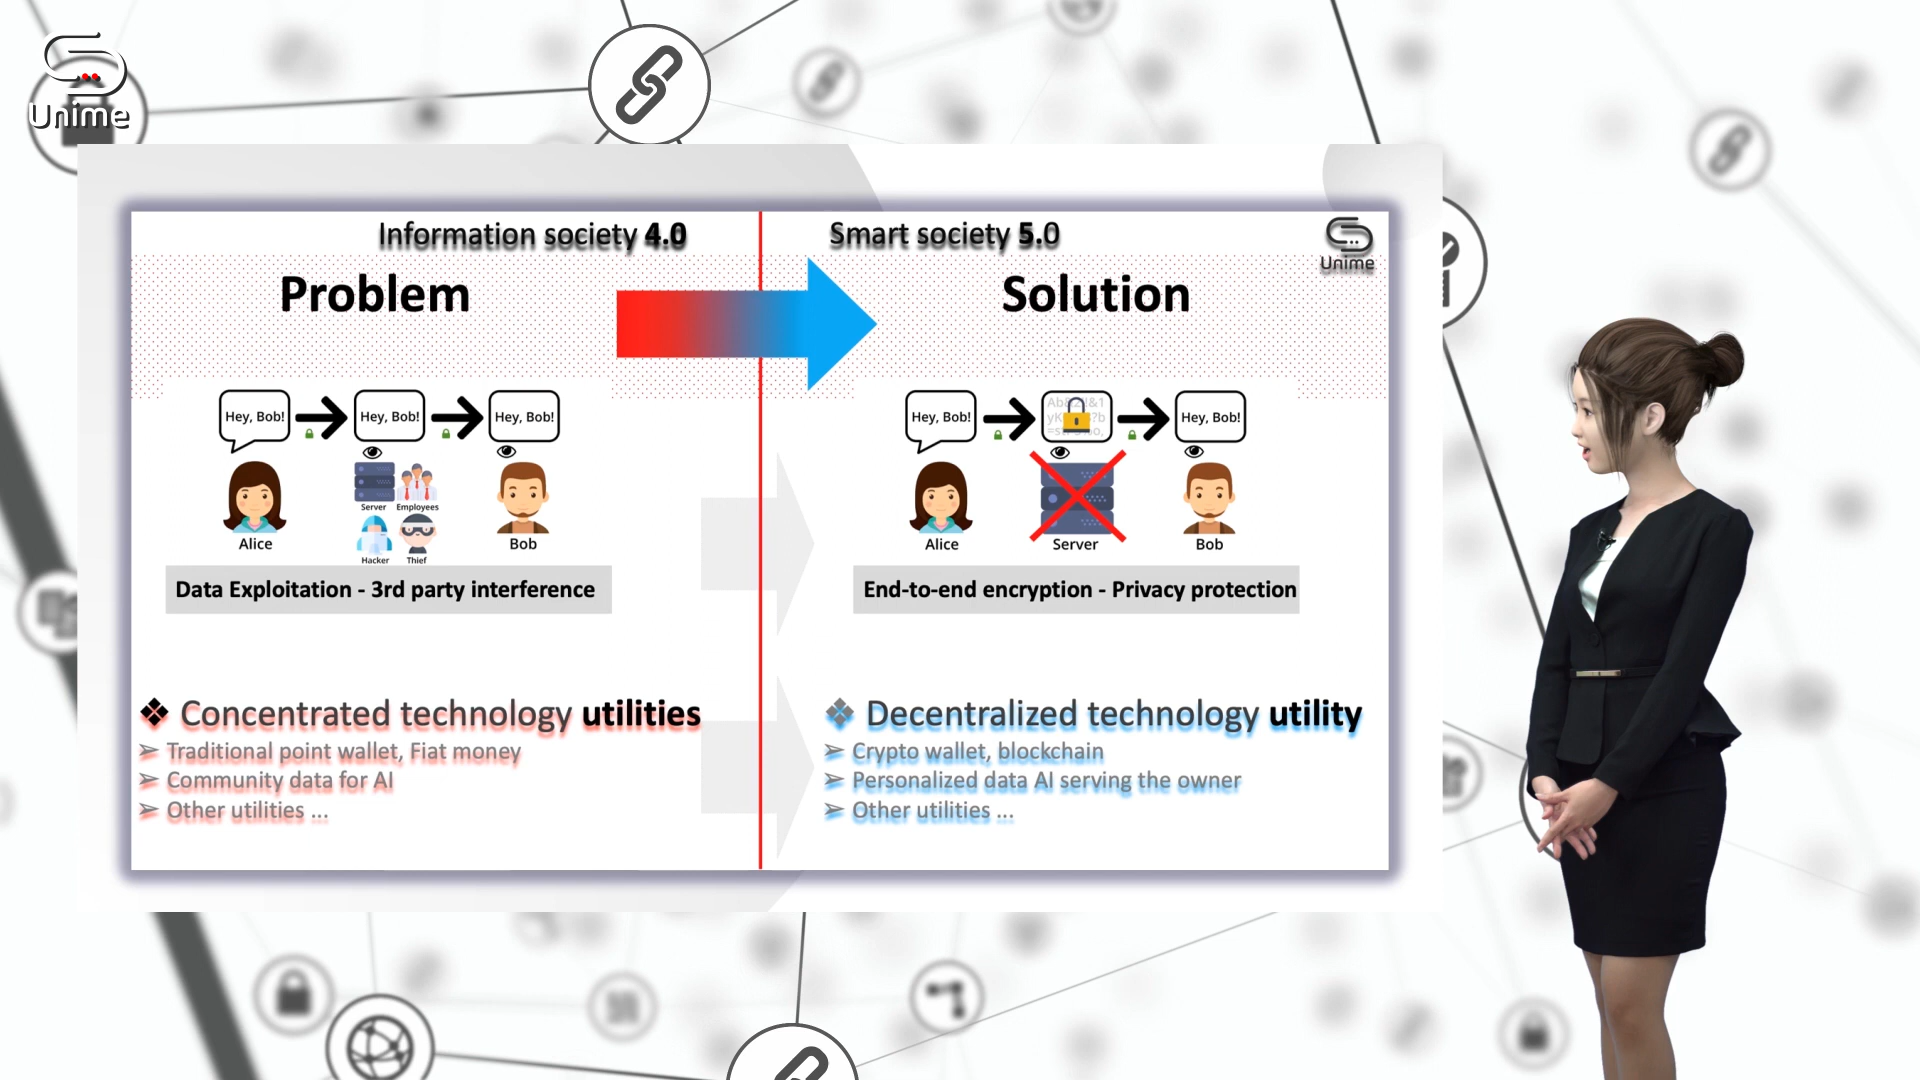 Unime
Information society 4.0
Problem
Hey, Bob!
Hey, Bob!
Hey, Bob!
Server
Employees
Hacker
Thief
Alice
Bob
Data Exploitation - 3rd party interference
❖ Concentrated technology utilities
➢ Traditional point wallet, Fiat money
➢ Community data for AI
➢ Other utilities ...
Smart society 5.0
Unime
Solution
Hey, Bob!
Hey, Bob!
Alice
Server
Bob
End-to-end encryption - Privacy protection
❖ Decentralized technology utility
➢ Crypto wallet, blockchain
➢ Personalized data AI serving the owner
➢ Other utilities ...